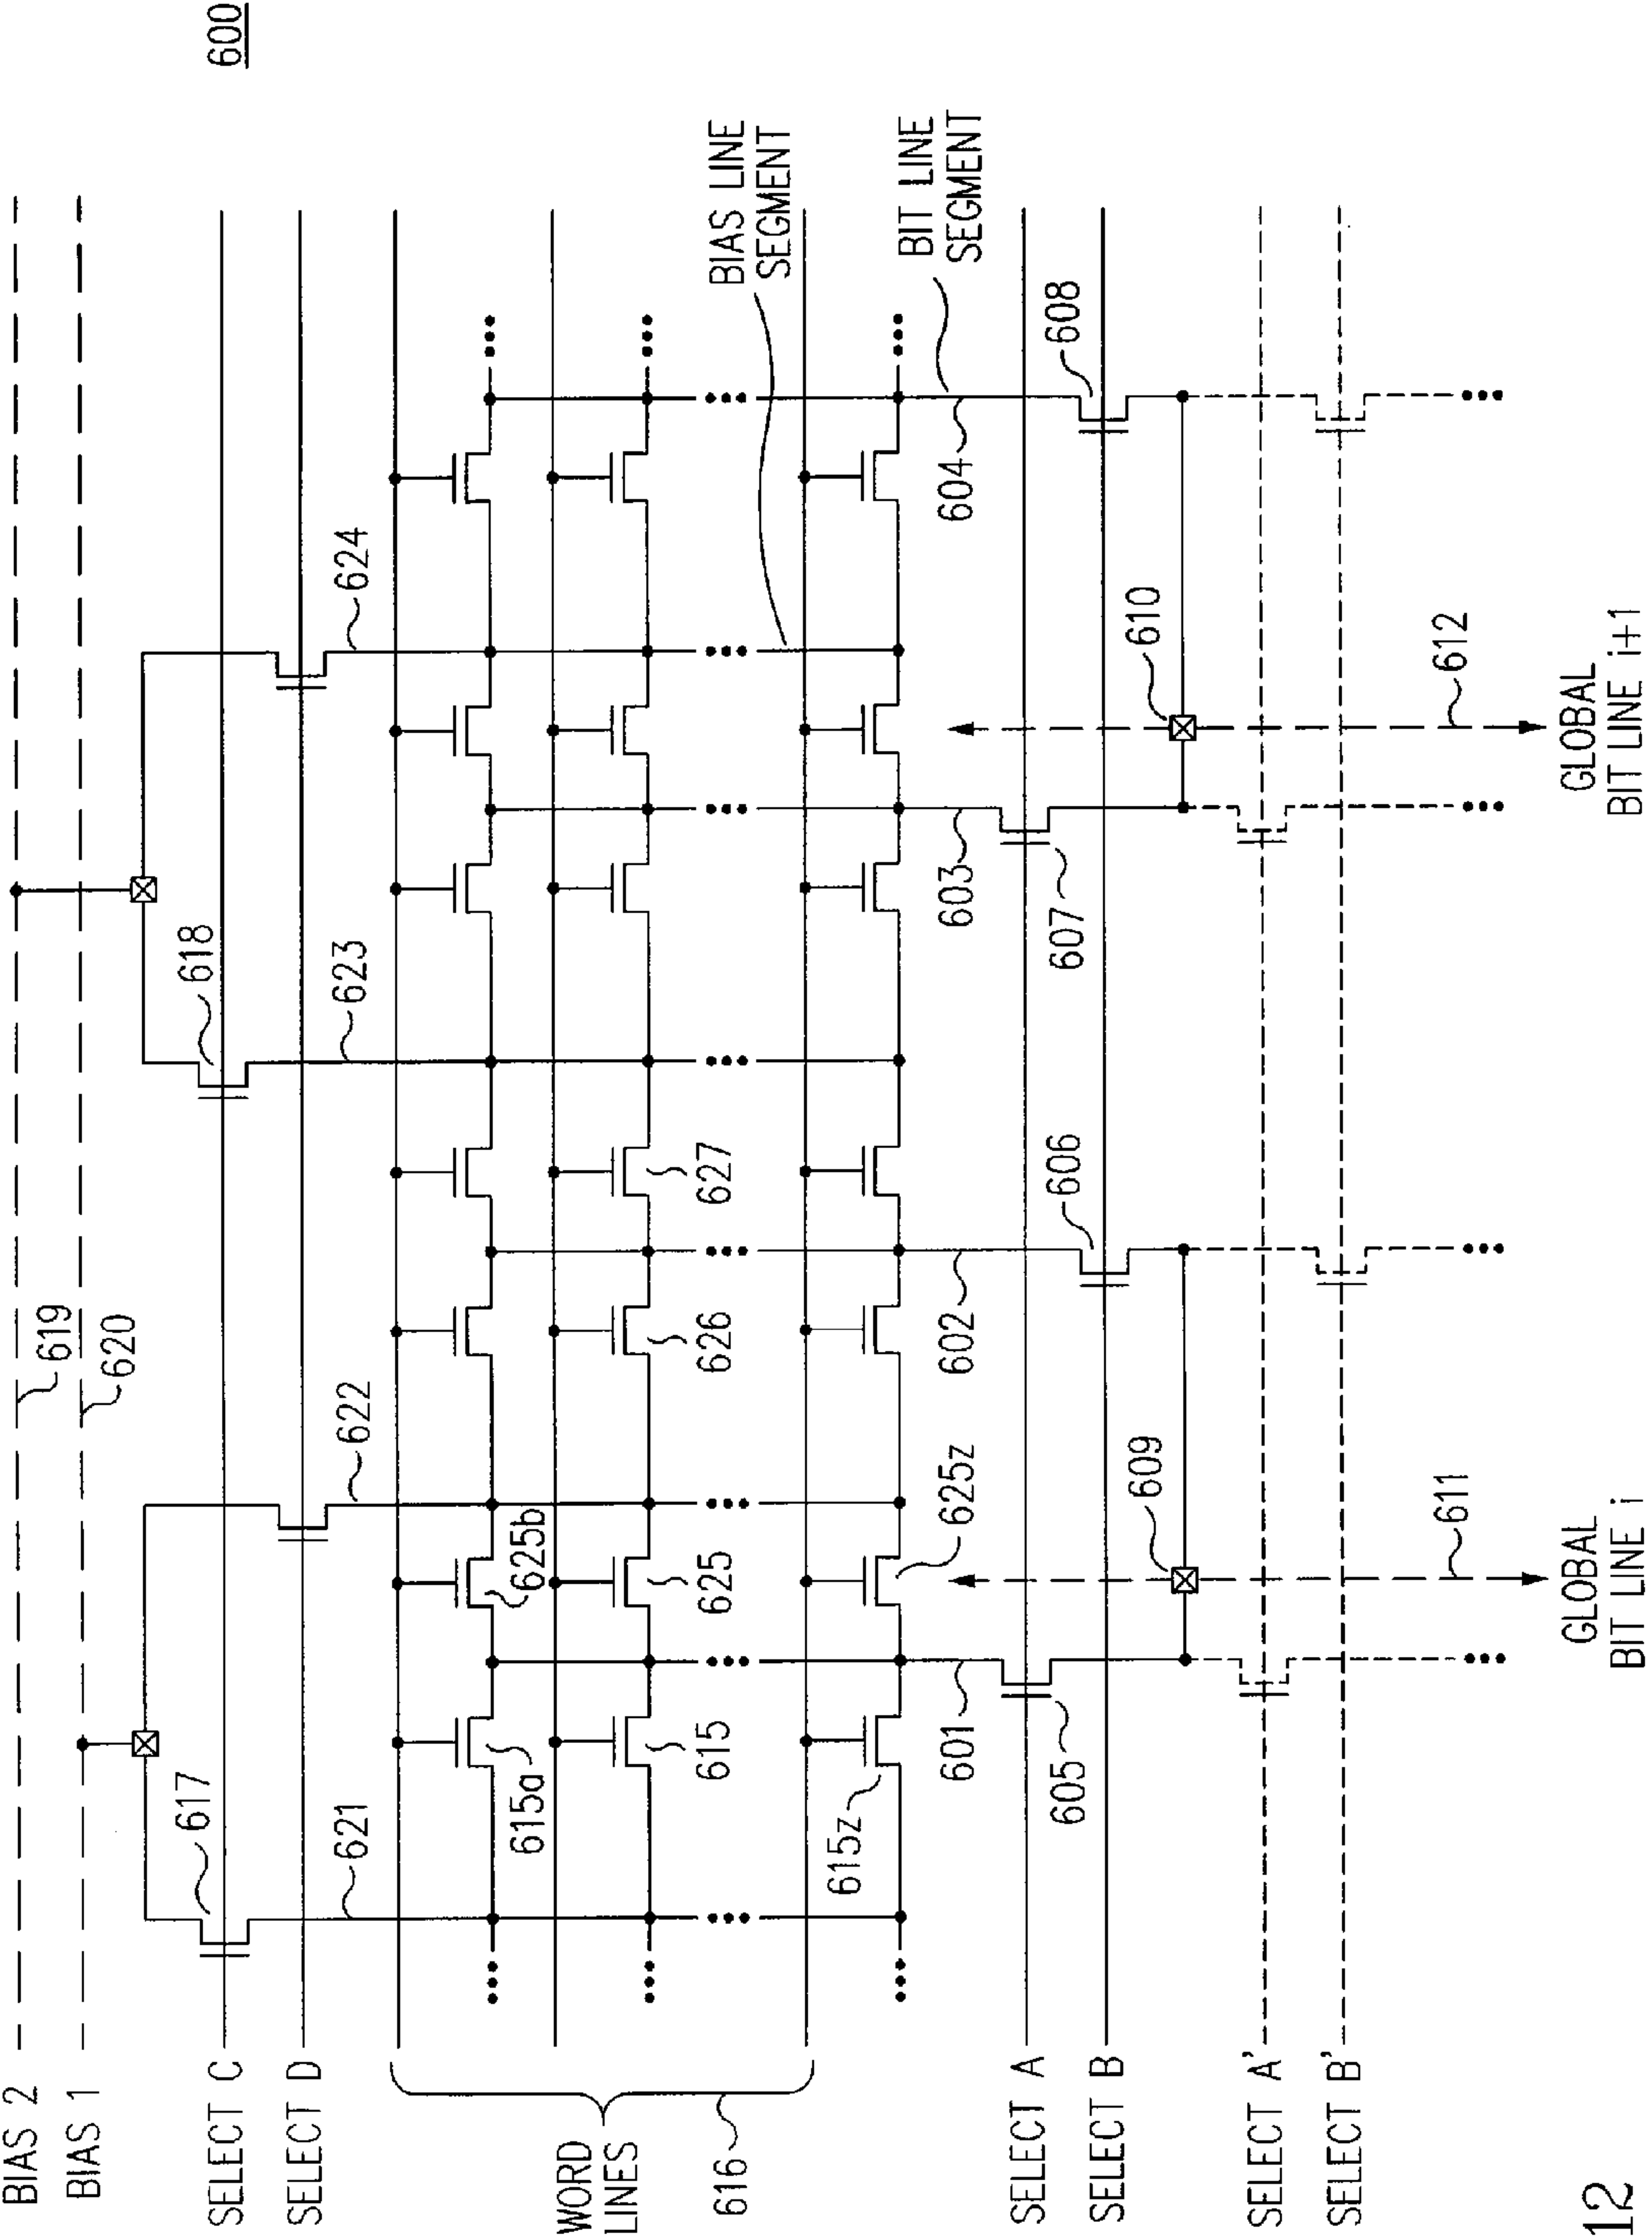 600
BIAS 2
BIAS 1
619
620
SELECT C
SELECT D
617
618
621
622
623
624
WORD
LINES
616
615a
625b
615
625
626
627
615z
625z
BIAS LINE
SEGMENT
BIT LINE
SEGMENT
601
602
603
604
SELECT A
SELECT B
605
606
607
608
609
610
SELECT A'
SELECT B'
611
612
GLOBAL
BIT LINE i
GLOBAL
BIT LINE i+1
12